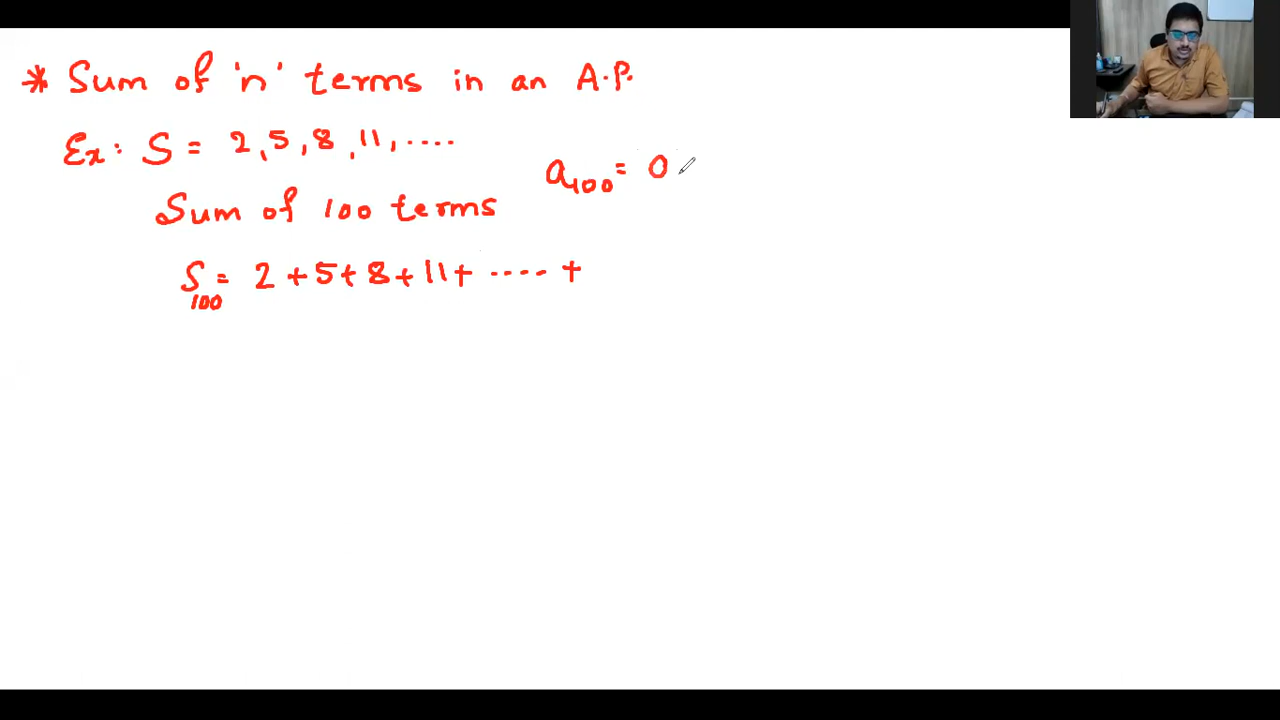 * Sum of 'n' terms in an A.P.
Ex: S = 2, 5, 8, 11, ....
a₁₀₀ = 0
Sum of 100 terms
S₁₀₀ = 2 + 5 + 8 + 11 + .... +